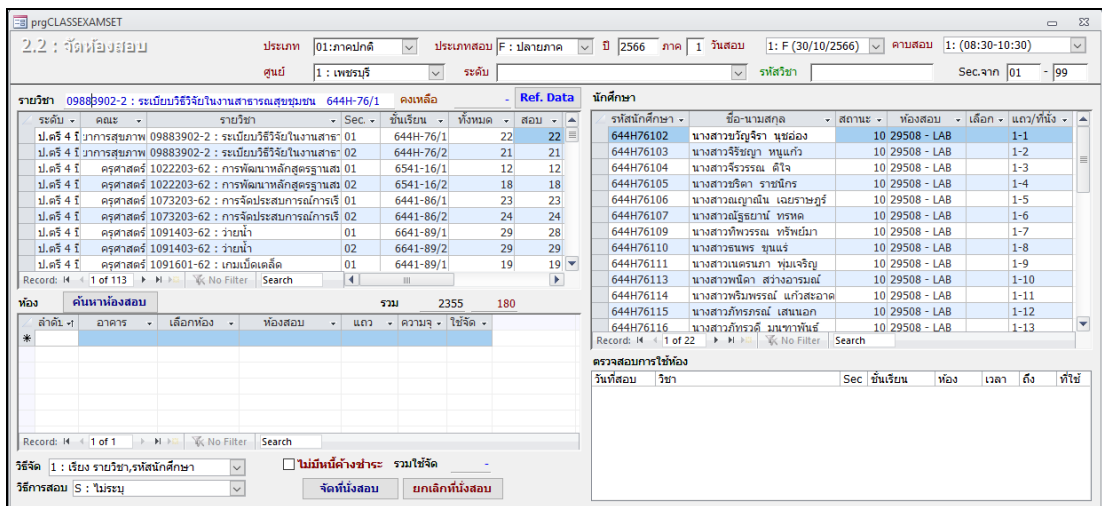 prgCLASSEXAMSET
2.2 : จัดห้องสอบ ประเภท 01:ภาคปกติ ประเภทสอบ F : ปลายภาค ปี 2566 ภาค 1 วันสอบ 1: F (30/10/2566) คาบสอบ 1: (08:30-10:30)
ศูนย์ 1 : เพชรบุรี ระดับ รหัสวิชา Sec.จาก 01 - 99
รายวิชา 09883902-2 : ระเบียบวิธีวิจัยในงานสาธารณสุขชุมชน 644H-76/1 คงเหลือ - Ref. Data
ระดับ คณะ รายวิชา Sec. ชั้นเรียน ทั้งหมด สอบ
ป.ตรี 4 ปี าการสุขภาพ 09883902-2 : ระเบียบวิธีวิจัยในงานสาธา 01 644H-76/1 22 22
ป.ตรี 4 ปี าการสุขภาพ 09883902-2 : ระเบียบวิธีวิจัยในงานสาธา 02 644H-76/2 21 21
ป.ตรี 4 ปี ครุศาสตร์ 1022203-62 : การพัฒนาหลักสูตรฐานสม 01 6541-16/1 12 12
ป.ตรี 4 ปี ครุศาสตร์ 1022203-62 : การพัฒนาหลักสูตรฐานสม 02 6541-16/2 18 18
ป.ตรี 4 ปี ครุศาสตร์ 1073203-62 : การจัดประสบการณ์การเรี 01 6441-86/1 23 23
ป.ตรี 4 ปี ครุศาสตร์ 1073203-62 : การจัดประสบการณ์การเรี 02 6441-86/2 24 24
ป.ตรี 4 ปี ครุศาสตร์ 1091403-62 : ว่ายน้ำ 01 6641-89/1 29 28
ป.ตรี 4 ปี ครุศาสตร์ 1091403-62 : ว่ายน้ำ 02 6641-89/2 29 29
ป.ตรี 4 ปี ครุศาสตร์ 1091601-62 : เกมเบ็ดเตล็ด 01 6441-89/1 19 19
Record: 1 of 113 No Filter Search
ห้อง ค้นหาห้องสอบ รวม 2355 180
ลำดับ อาคาร เลือกห้อง ห้องสอบ แถว ความจุ ใช้จัด
Record: 1 of 1 No Filter Search
วิธีจัด 1 : เรียง รายวิชา,รหัสนักศึกษา ไม่มีหนี้ค้างชำระ รวมใช้จัด -
วิธีการสอบ S : ไม่ระบุ จัดที่นั่งสอบ ยกเลิกที่นั่งสอบ
นักศึกษา
รหัสนักศึกษา ชื่อ-นามสกุล สถานะ ห้องสอบ เลือก แถว/ที่นั่ง
644H76102 นางสาวขวัญจิรา นุชอ่อง 10 29508 - LAB 1-1
644H76103 นางสาวจิรัชญา หนูแก้ว 10 29508 - LAB 1-2
644H76104 นางสาวจีรวรรณ ดีใจ 10 29508 - LAB 1-3
644H76105 นางสาวชริตา ราชนิกร 10 29508 - LAB 1-4
644H76106 นางสาวณญาณิน เฉยราษฎร์ 10 29508 - LAB 1-5
644H76107 นางสาวณัฐธยาน์ ทรหด 10 29508 - LAB 1-6
644H76109 นางสาวทิพวรรณ ทรัพย์มา 10 29508 - LAB 1-7
644H76110 นางสาวธนพร ขุนแร่ 10 29508 - LAB 1-8
644H76111 นางสาวเนตรนภา พุ่มเจริญ 10 29508 - LAB 1-9
644H76113 นางสาวพนิดา สว่างอารมณ์ 10 29508 - LAB 1-10
644H76114 นางสาวพริมพรรณ์ แก้วสะอาด 10 29508 - LAB 1-11
644H76115 นางสาวภัทรภรณ์ เสนนอก 10 29508 - LAB 1-12
644H76116 นางสาวภัทรวดี มณฑาพันธ์ 10 29508 - LAB 1-13
Record: 1 of 22 No Filter Search
ตรวจสอบการใช้ห้อง
วันที่สอบ วิชา Sec ชั้นเรียน ห้อง เวลา ถึง ที่ใช้